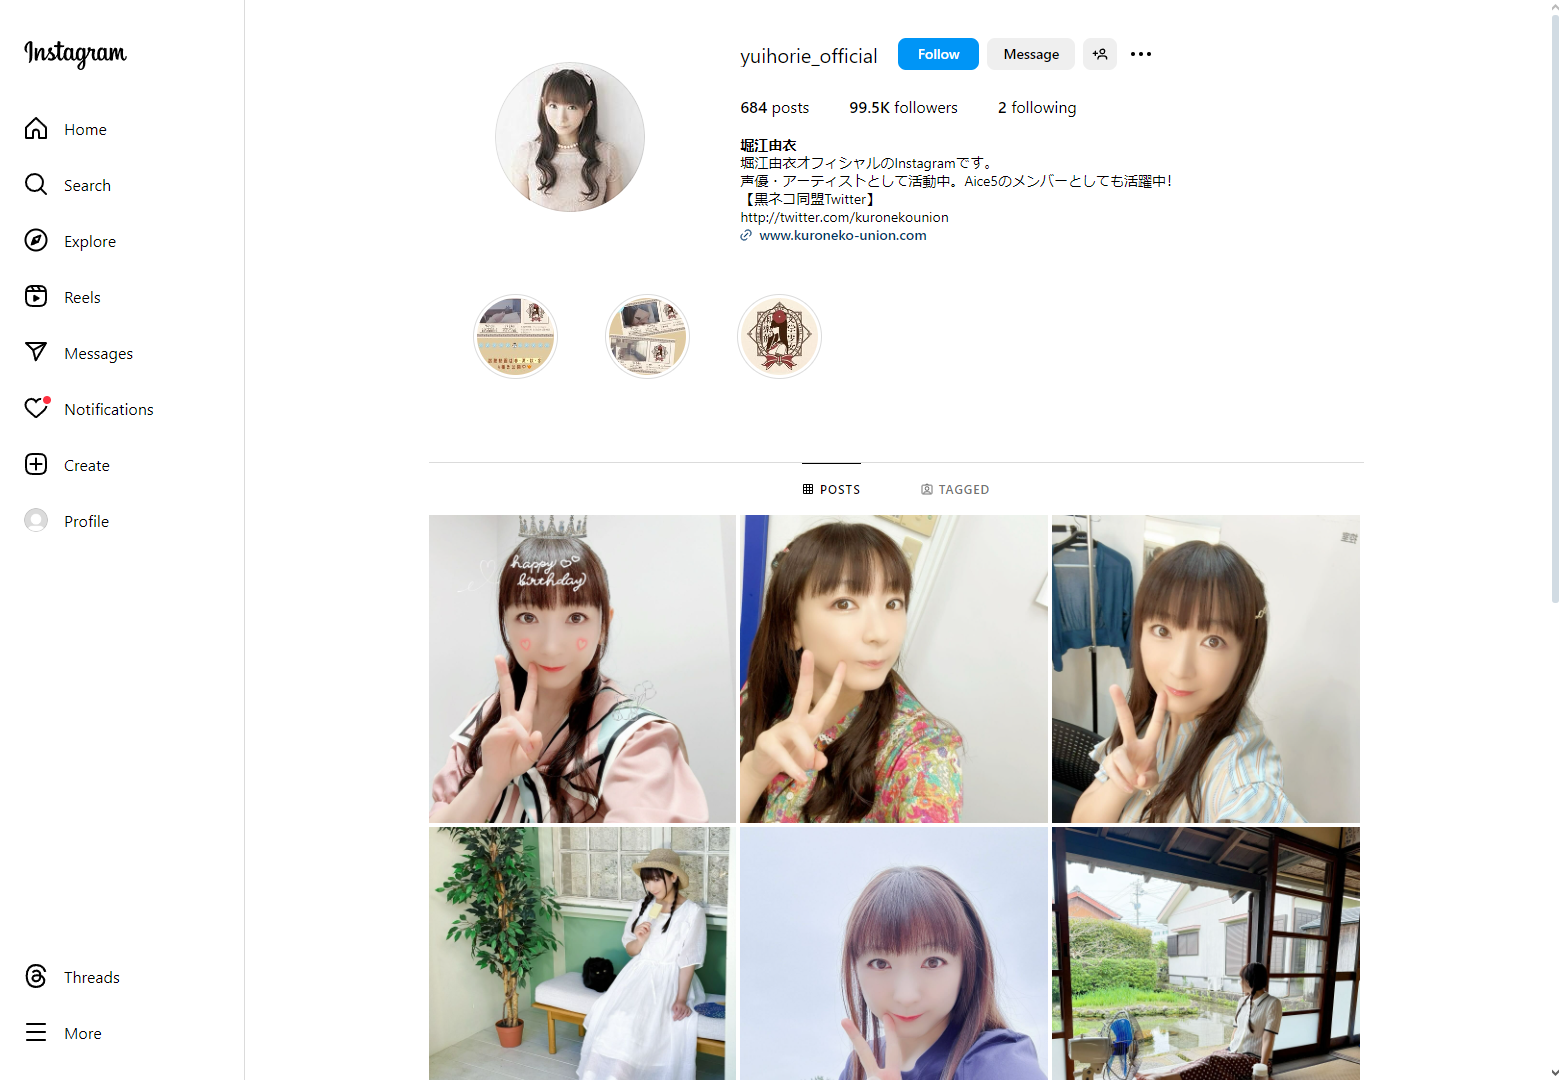 Instagram
Home
Search
Explore
Reels
Messages
Notifications
Create
Profile
Threads
More
yuihorie_official
Follow
Message
684 posts
99.5K followers
2 following
堀江由衣
堀江由衣オフィシャルのInstagramです。
声優・アーティストとして活動中。Aice5のメンバーとしても活躍中！
【黒ネコ同盟Twitter】
http://twitter.com/kuronekounion
www.kuroneko-union.com
POSTS
TAGGED
happy
birthday